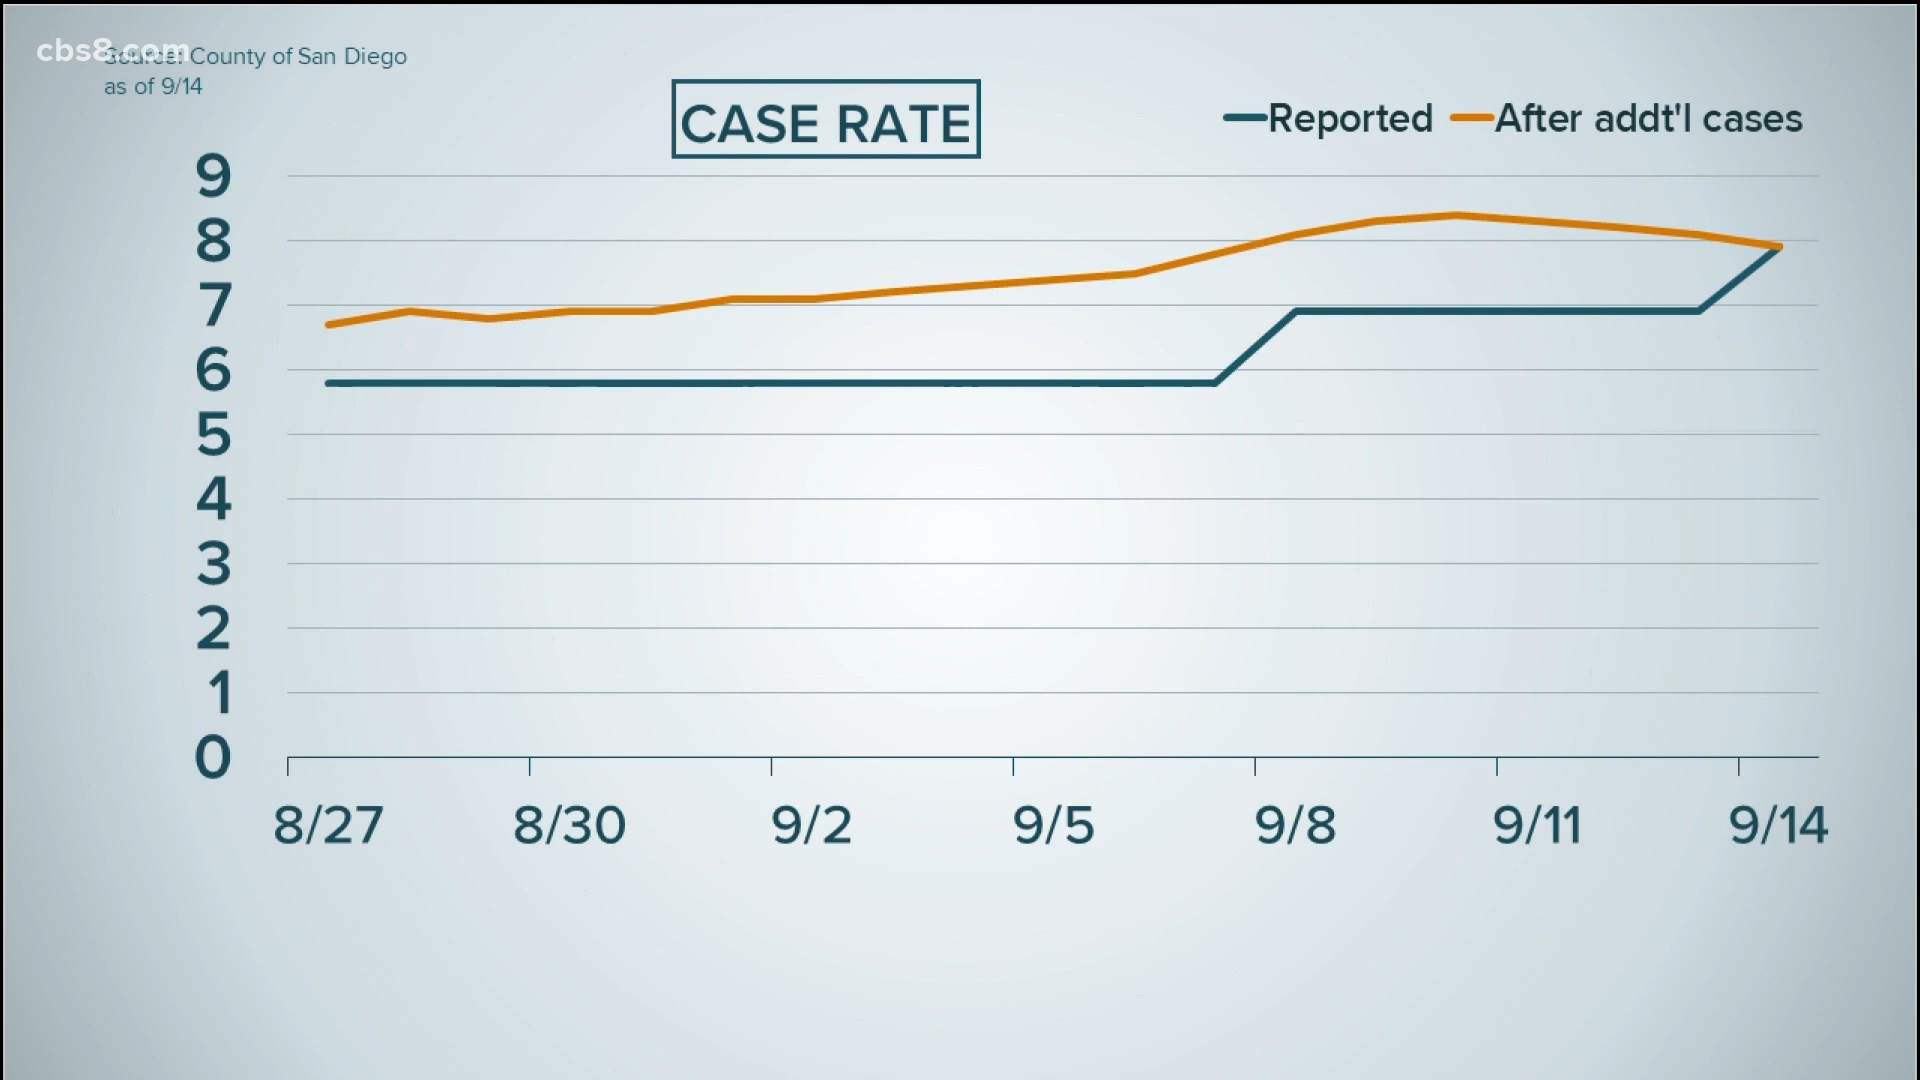 cbs8.com
Source: County of San Diego
as of 9/14
CASE RATE
Reported After addt'l cases
9
8
7
6
5
4
3
2
1
0
8/27 8/30 9/2 9/5 9/8 9/11 9/14